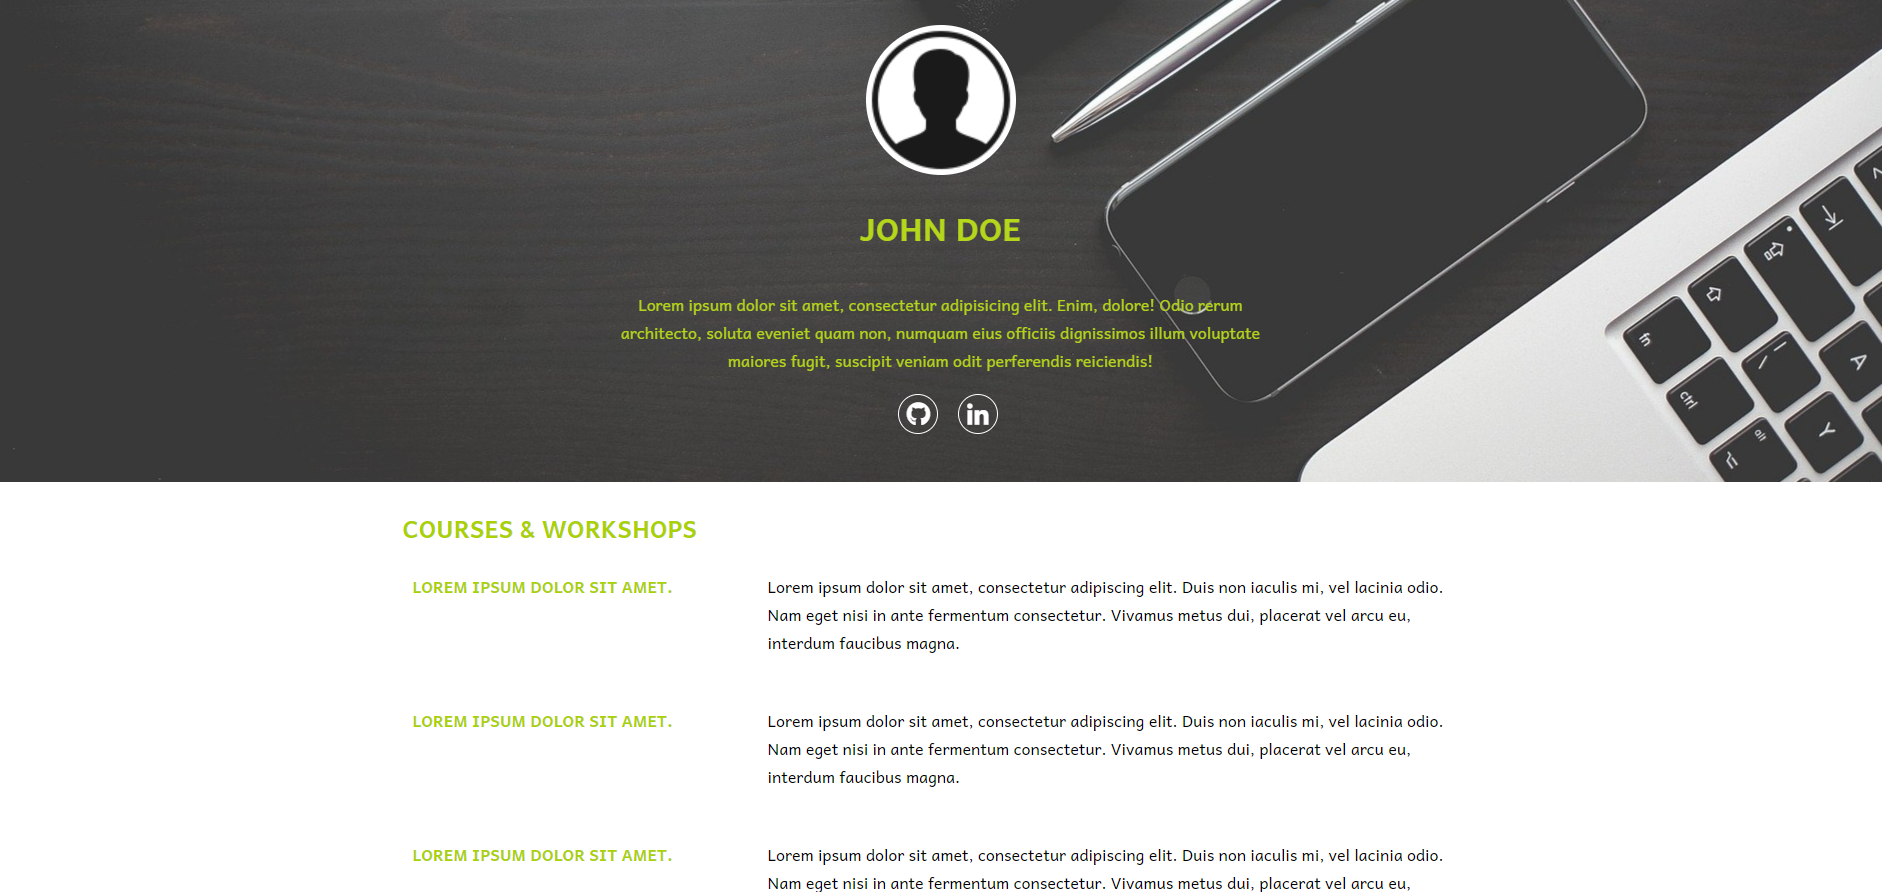 JOHN DOE
Lorem ipsum dolor sit amet, consectetur adipisicing elit. Enim, dolore! Odio rerum
architecto, soluta eveniet quam non, numquam eius officiis dignissimos illum voluptate
maiores fugit, suscipit veniam odit perferendis reiciendis!
in
fn
ctrl
alt
A
Y
COURSES & WORKSHOPS
LOREM IPSUM DOLOR SIT AMET.
Lorem ipsum dolor sit amet, consectetur adipiscing elit. Duis non iaculis mi, vel lacinia odio.
Nam eget nisi in ante fermentum consectetur. Vivamus metus dui, placerat vel arcu eu,
interdum faucibus magna.
LOREM IPSUM DOLOR SIT AMET.
Lorem ipsum dolor sit amet, consectetur adipiscing elit. Duis non iaculis mi, vel lacinia odio.
Nam eget nisi in ante fermentum consectetur. Vivamus metus dui, placerat vel arcu eu,
interdum faucibus magna.
LOREM IPSUM DOLOR SIT AMET.
Lorem ipsum dolor sit amet, consectetur adipiscing elit. Duis non iaculis mi, vel lacinia odio.
Nam eget nisi in ante fermentum consectetur. Vivamus metus dui, placerat vel arcu eu,